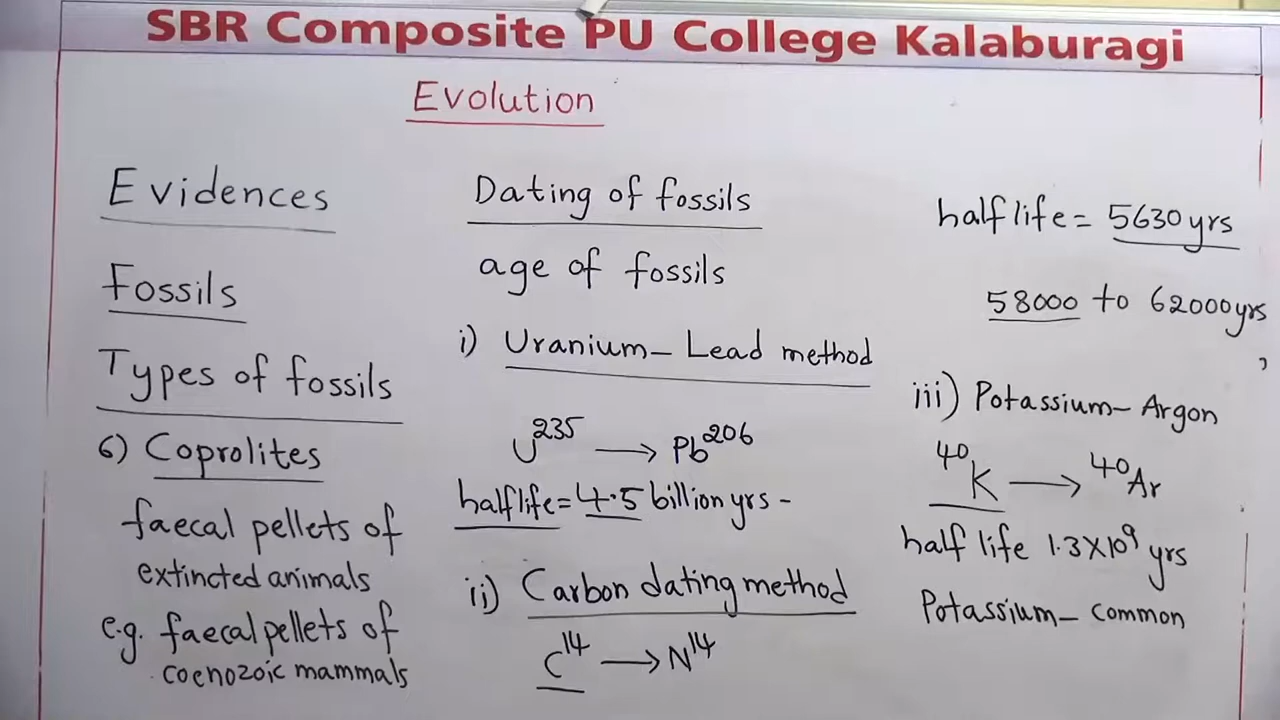 SBR Composite PU College Kalaburagi
Evolution
Evidences
Fossils
Types of fossils
6) Coprolites
faecal pellets of
extincted animals
e.g. faecal pellets of
coenozoic mammals
Dating of fossils
age of fossils
i) Uranium- Lead method
U²³⁵ → Pb²⁰⁶
half life = 4.5 billion yrs -
ii) Carbon dating method
C¹⁴ → N¹⁴
half life = 5630 yrs
58000 to 62000 yrs
,
iii) Potassium- Argon
⁴⁰K → ⁴⁰Ar
half life 1.3X10⁹ yrs
Potassium- common